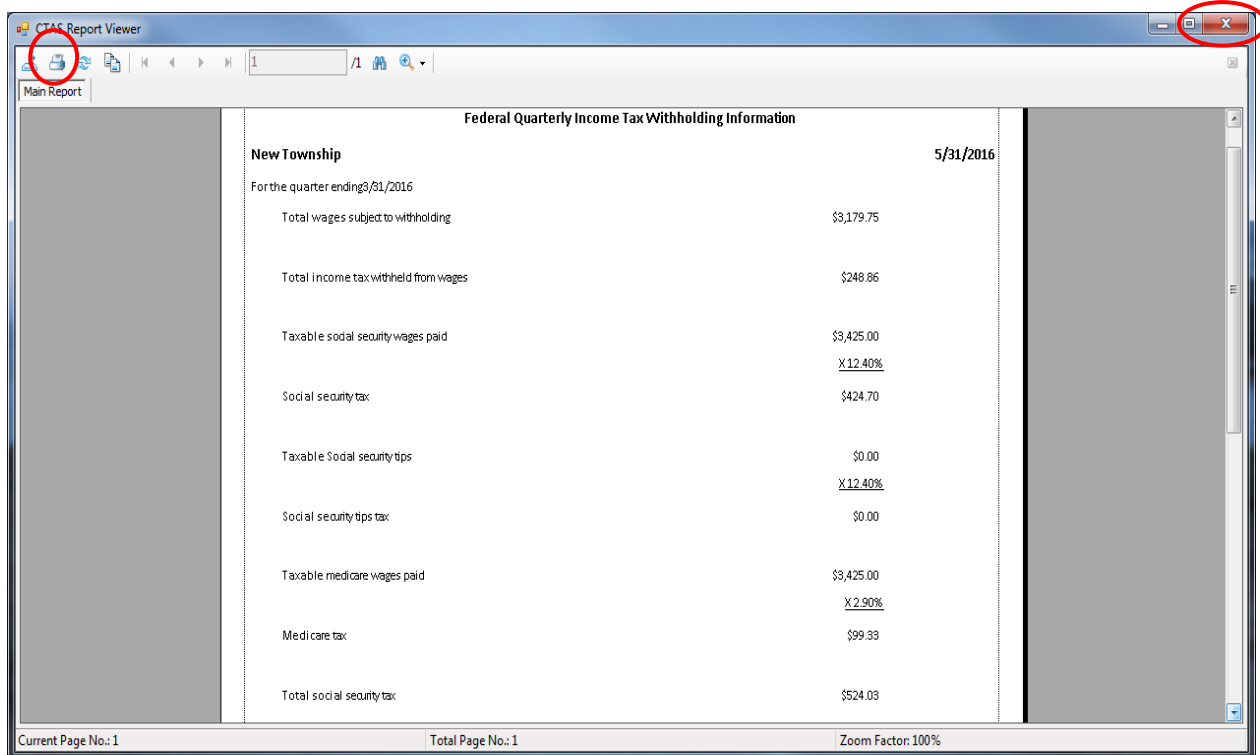 CTAS Report Viewer
1 /1
Main Report
Federal Quarterly Income Tax Withholding Information
New Township 5/31/2016
For the quarter ending3/31/2016
Total wages subject to withholding $3,179.75
Total income tax withheld from wages $248.86
Taxable social security wages paid $3,425.00
X 12.40%
Social security tax $424.70
Taxable Social security tips $0.00
X 12.40%
Social security tips tax $0.00
Taxable medicare wages paid $3,425.00
X 2.90%
Medicare tax $99.33
Total social security tax $524.03
Current Page No.: 1 Total Page No.: 1 Zoom Factor: 100%